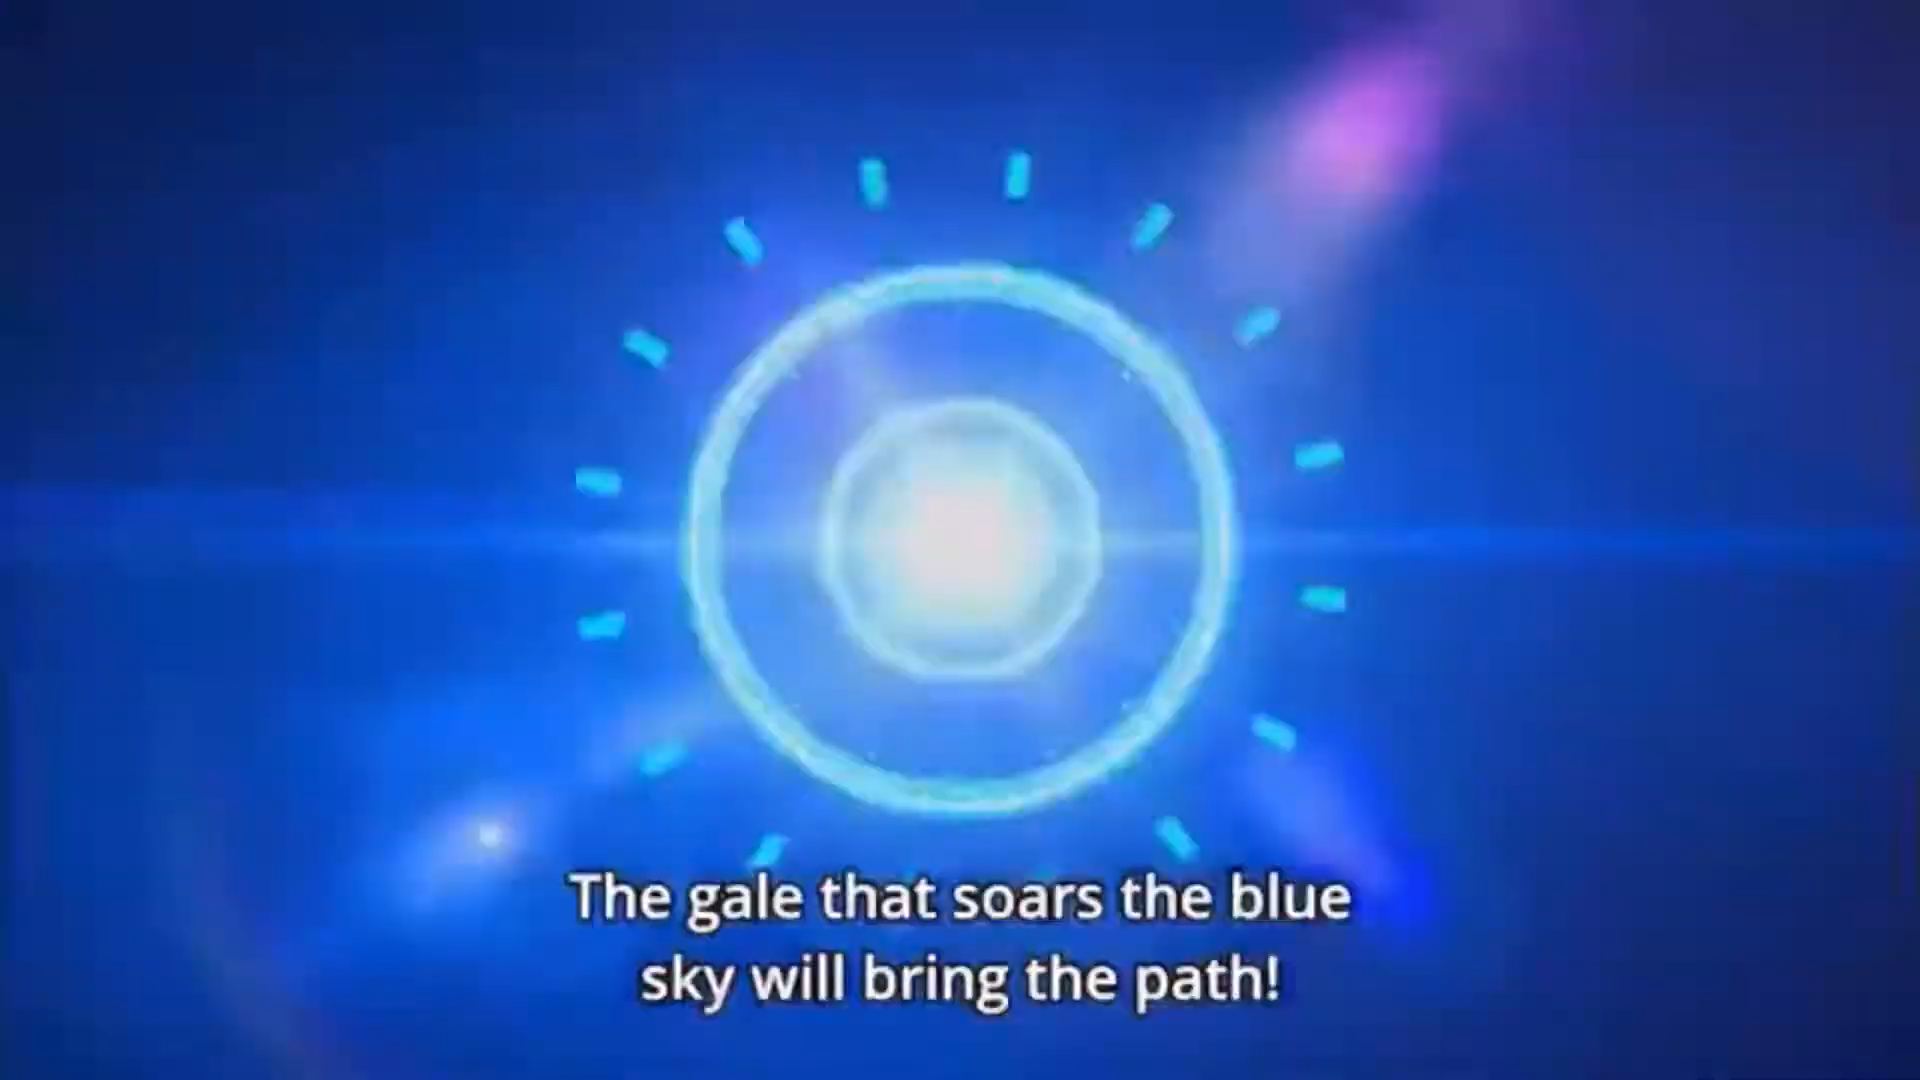 The gale that soars the blue
sky will bring the path!